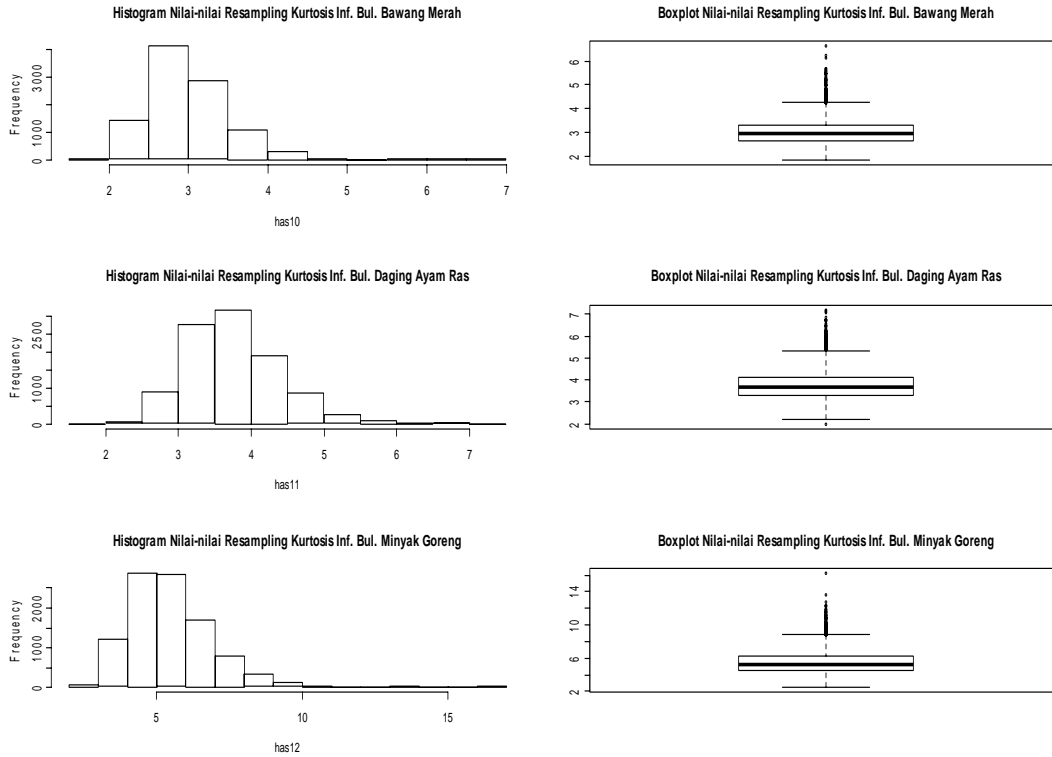 Histogram Nilai-nilai Resampling Kurtosis Inf. Bul. Bawang Merah
Frequency
0 1000 3000
2 3 4 5 6 7
has10
Boxplot Nilai-nilai Resampling Kurtosis Inf. Bul. Bawang Merah
2 3 4 5 6
Histogram Nilai-nilai Resampling Kurtosis Inf. Bul. Daging Ayam Ras
Frequency
0 1000 2500
2 3 4 5 6 7
has11
Boxplot Nilai-nilai Resampling Kurtosis Inf. Bul. Daging Ayam Ras
2 3 4 5 6 7
Histogram Nilai-nilai Resampling Kurtosis Inf. Bul. Minyak Goreng
Frequency
0 1000 2000
5 10 15
has12
Boxplot Nilai-nilai Resampling Kurtosis Inf. Bul. Minyak Goreng
2 6 10 14